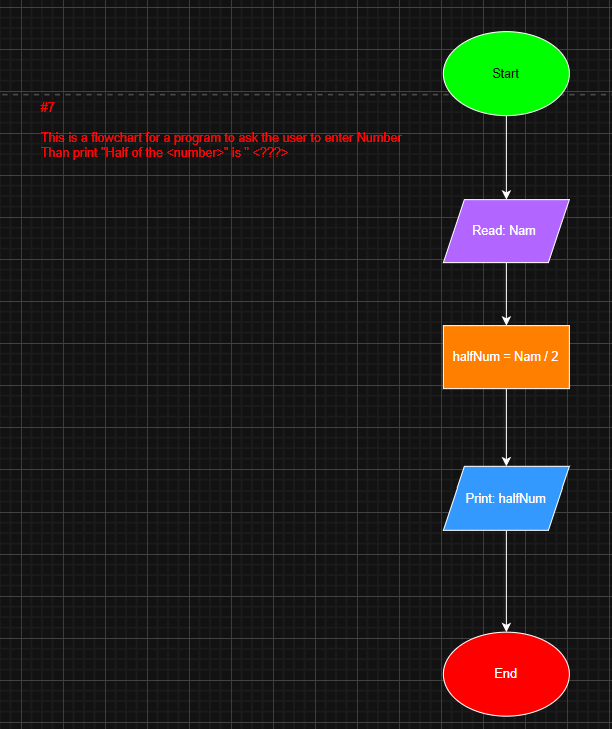 #7
This is a flowchart for a program to ask the user to enter Number
Than print "Half of the <number>" is " <???>
Start
Read: Nam
halfNum = Nam / 2
Print: halfNum
End